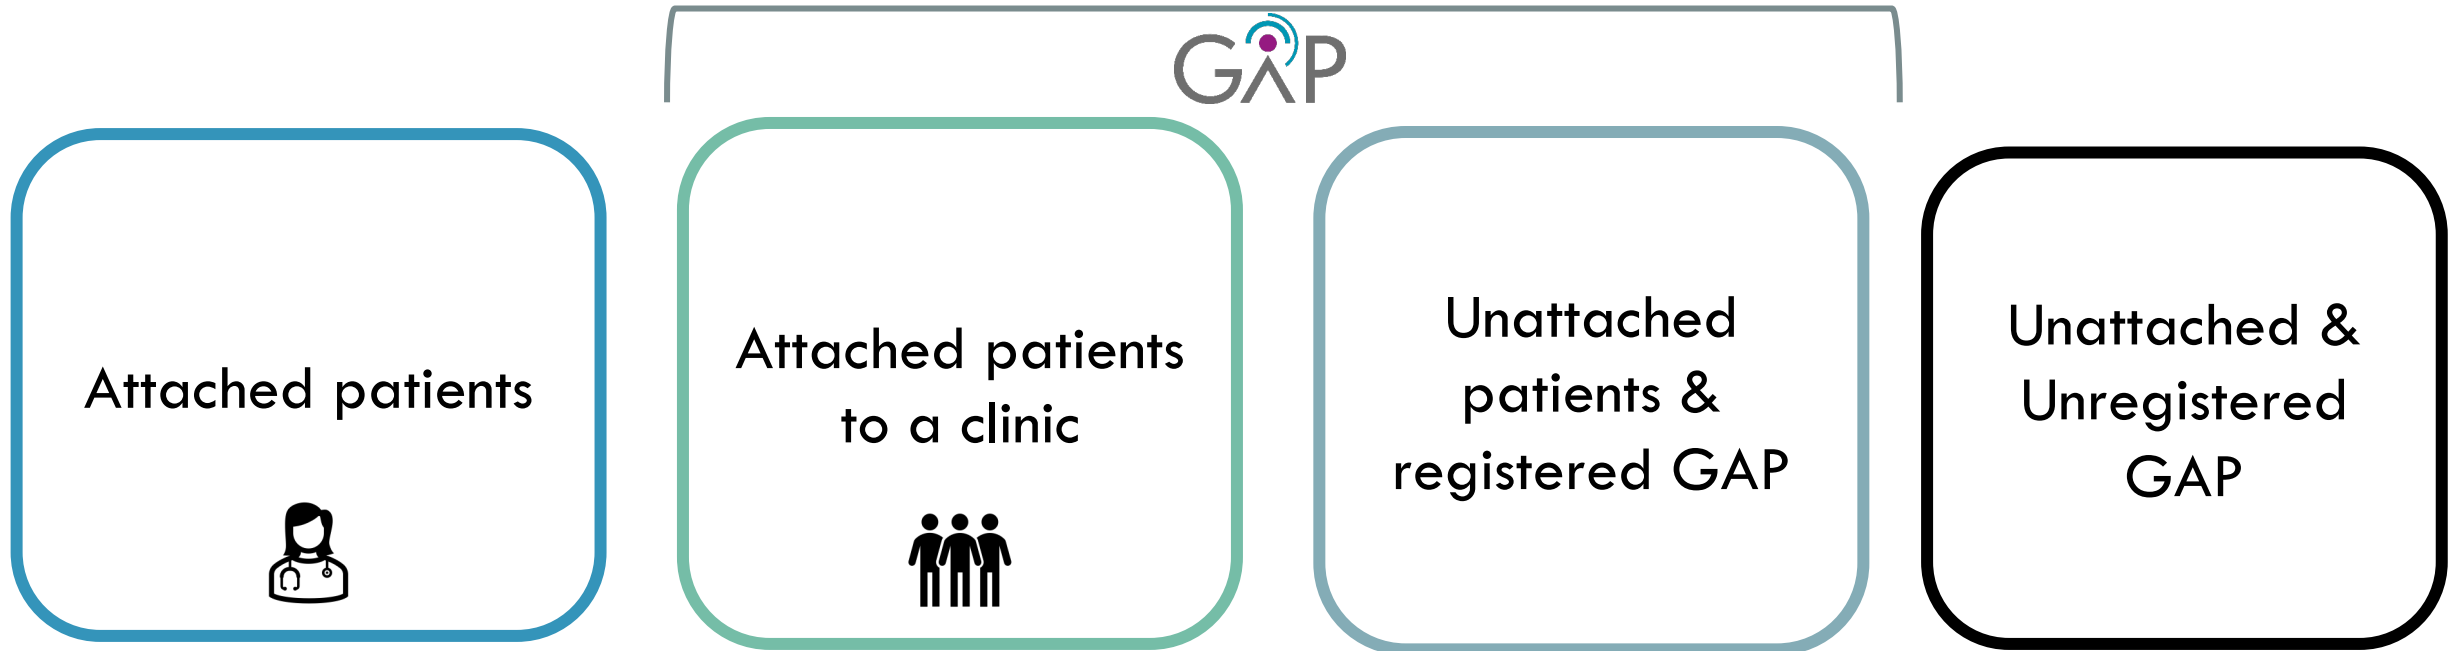 GAP
Attached patients
Attached patients
to a clinic
Unattached
patients &
registered GAP
Unattached &
Unregistered
GAP